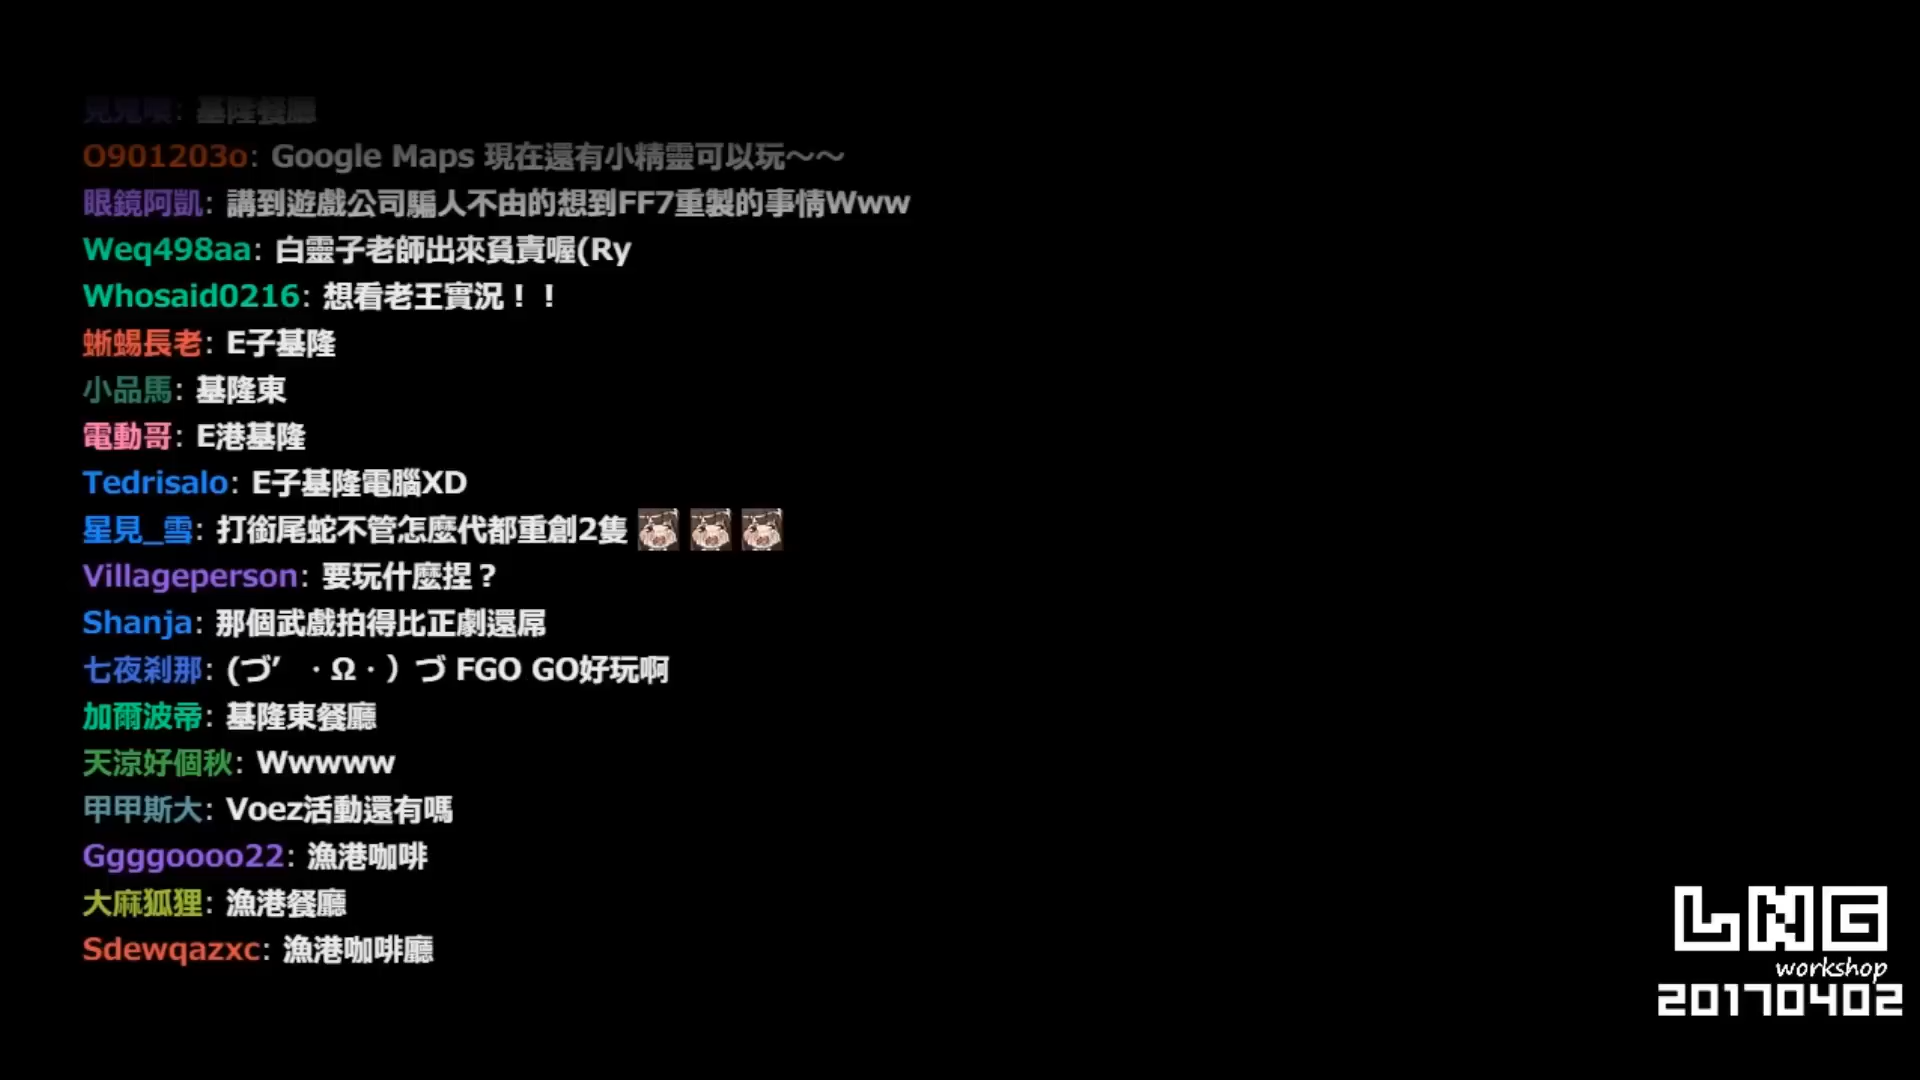 : 基隆餐廳
O901203o: Google Maps 現在還有小精靈可以玩～～
眼鏡阿凱: 講到遊戲公司騙人不由的想到FF7重製的事情Www
Weq498aa: 白靈子老師出來負責喔(Ry
Whosaid0216: 想看老王實況！！
蜥蜴長老: E子基隆
小品馬: 基隆東
電動哥: E港基隆
Tedrisalo: E子基隆電腦XD
星見_雪: 打銜尾蛇不管怎麼代都重創2隻
Villageperson: 要玩什麼捏？
Shanja: 那個武戲拍得比正劇還屌
七夜剎那: (づ′・Ω・）づ FGO GO好玩啊
加爾波帝: 基隆東餐廳
天涼好個秋: Wwwww
甲甲斯大: Voez活動還有嗎
Ggggoooo22: 漁港咖啡
大麻狐狸: 漁港餐廳
Sdewqazxc: 漁港咖啡廳
LNG
workshop
20170402